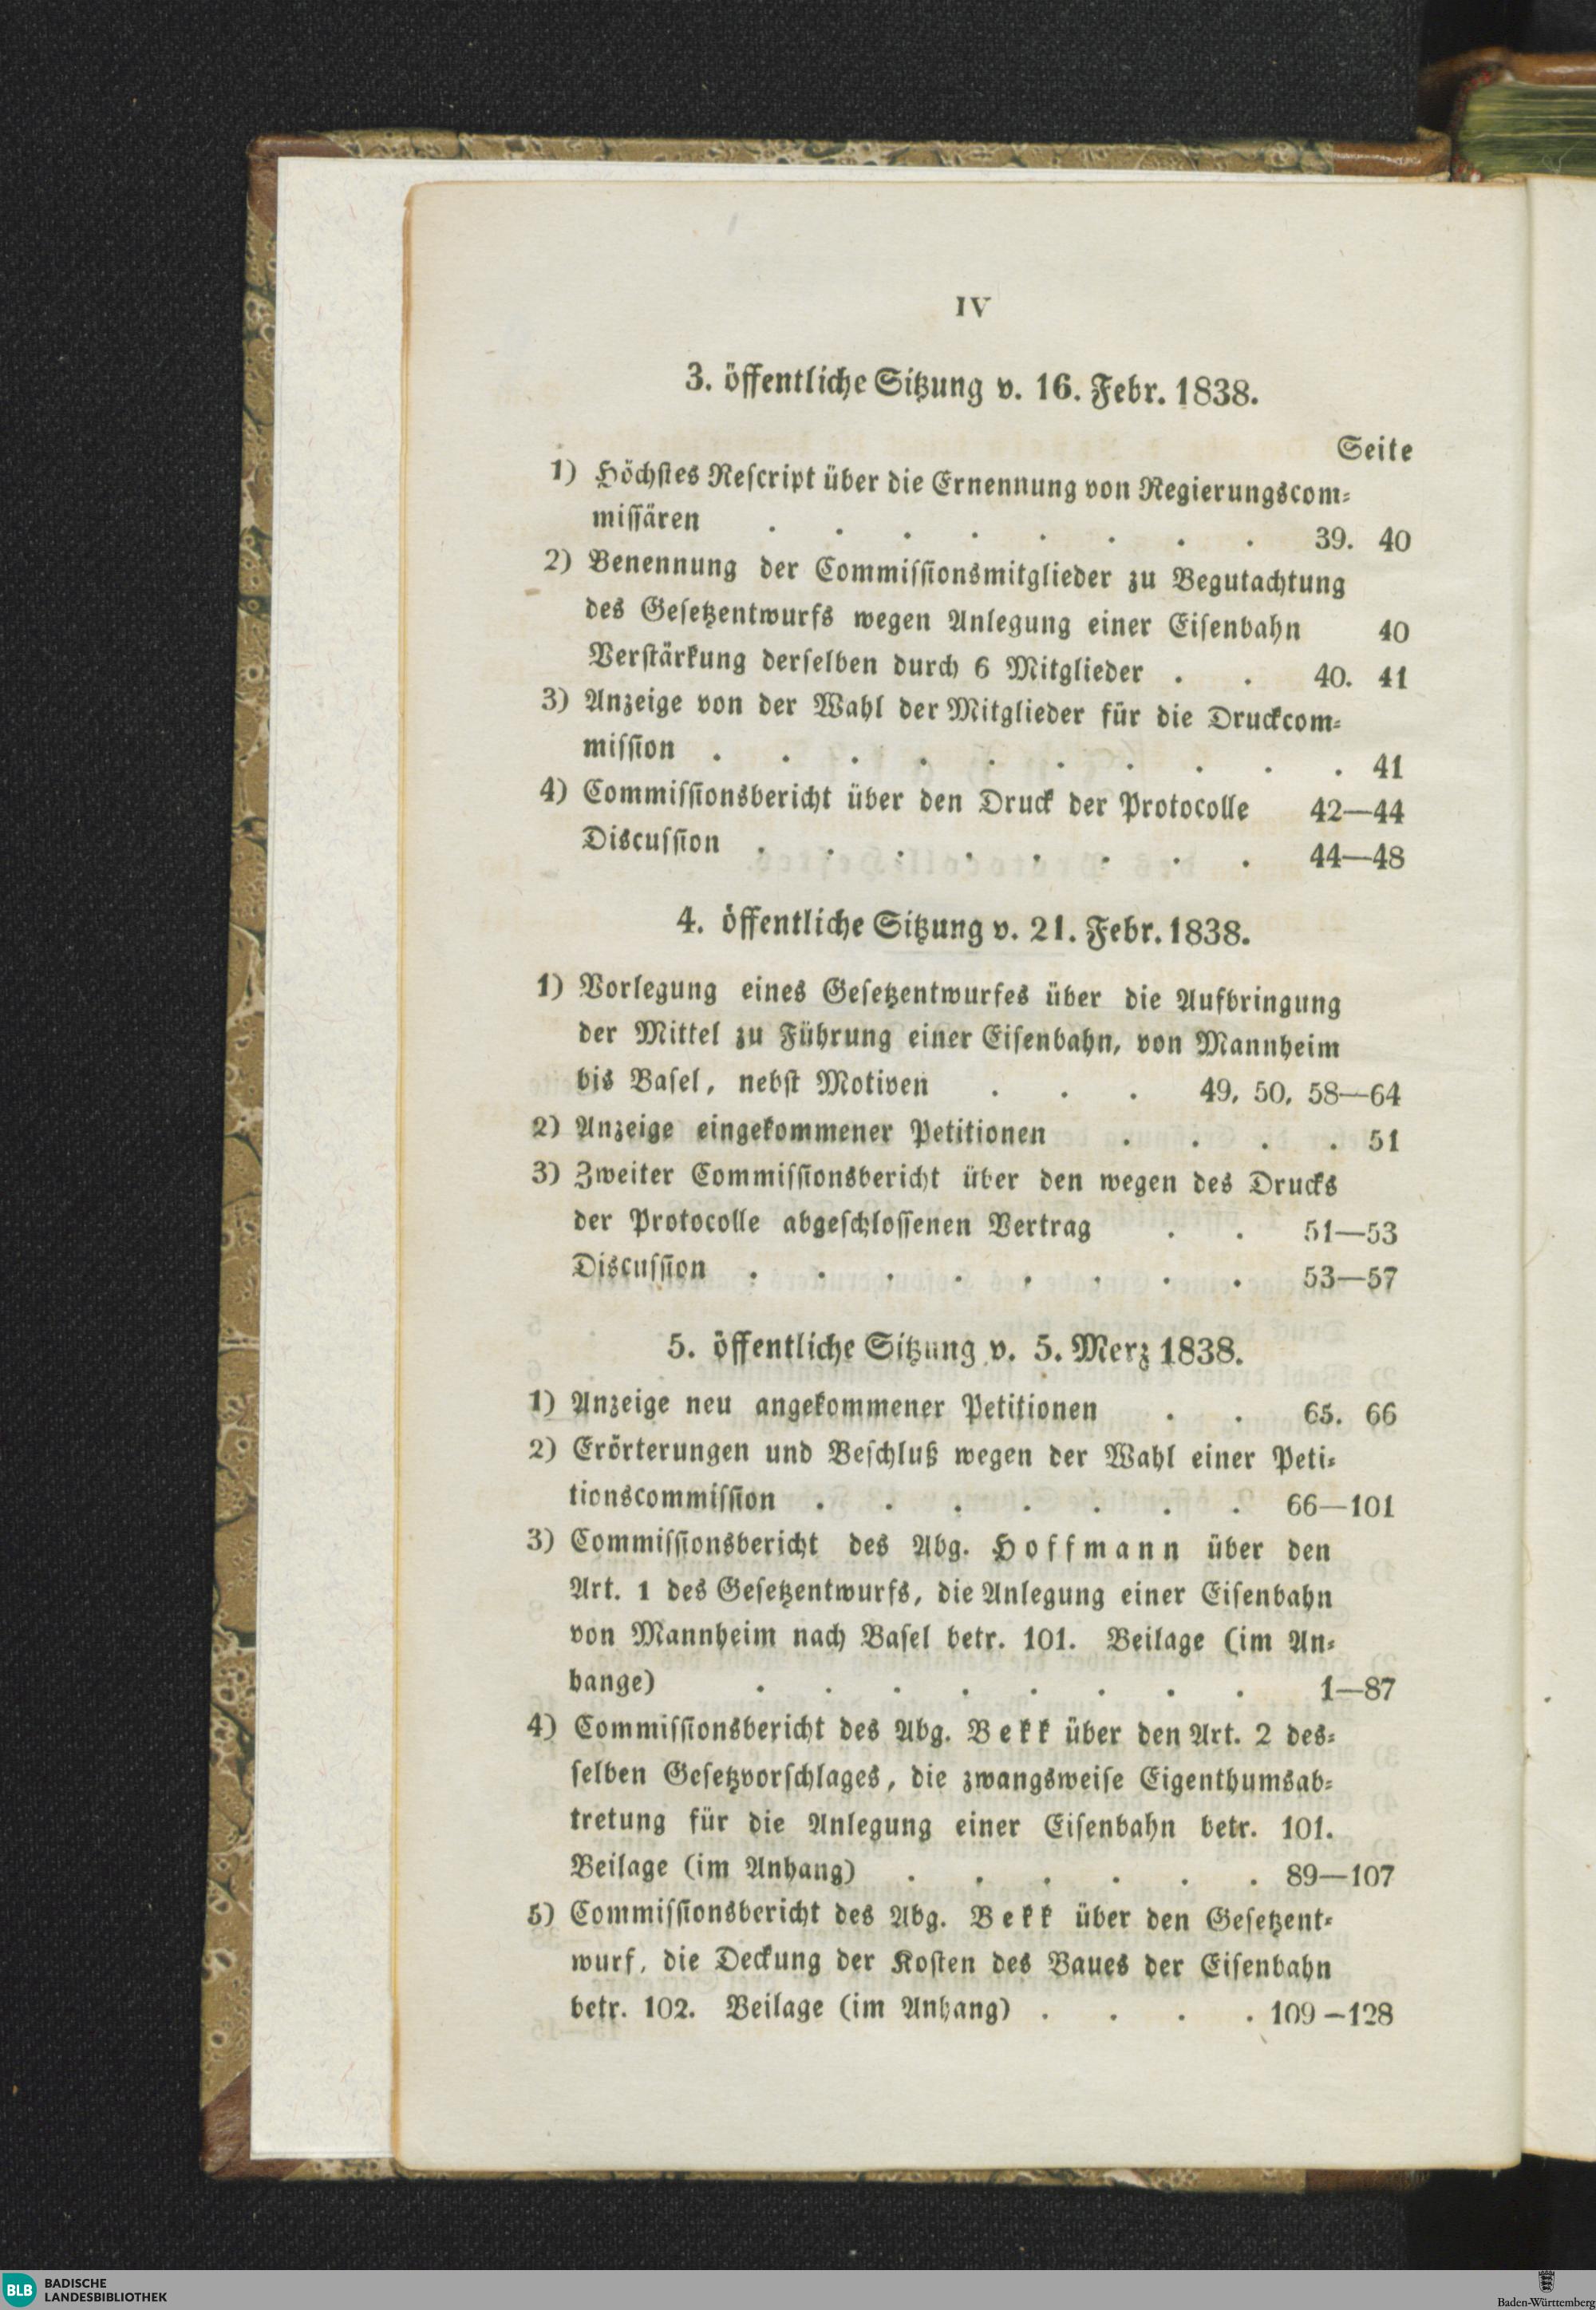 IV
3. öffentliche Sitzung v. 16. Febr. 1838.
Seite
1) Höchstes Rescript über die Ernennung von Regierungscom-
missären . . . . . . . . 39. 40
2) Benennung der Commissionsmitglieder zu Begutachtung
des Gesetzentwurfs wegen Anlegung einer Eisenbahn 40
Verstärkung derselben durch 6 Mitglieder . . 40. 41
3) Anzeige von der Wahl der Mitglieder für die Druckcom-
mission . . . . . . . . . . 41
4) Commissionsbericht über den Druck der Protocolle 42—44
Discussion . . . . . . . . 44—48
4. öffentliche Sitzung v. 21. Febr. 1838.
1) Vorlegung eines Gesetzentwurfes über die Aufbringung
der Mittel zu Führung einer Eisenbahn, von Mannheim
bis Basel, nebst Motiven . . . 49, 50, 58—64
2) Anzeige eingekommener Petitionen . . . . 51
3) Zweiter Commissionsbericht über den wegen des Drucks
der Protocolle abgeschlossenen Vertrag . . 51—53
Discussion . . . . . . . . 53—57
5. öffentliche Sitzung v. 5. Merz 1838.
1) Anzeige neu angekommener Petitionen . . 65. 66
2) Erörterungen und Beschluß wegen der Wahl einer Peti-
tionscommission . . . . . . . 66—101
3) Commissionsbericht des Abg. Hoffmann über den
Art. 1 des Gesetzentwurfs, die Anlegung einer Eisenbahn
von Mannheim nach Basel betr. 101. Beilage (im An-
hange) . . . . . . . . 1—87
4) Commissionsbericht des Abg. Bekk über den Art. 2 des-
selben Gesetzvorschlages, die zwangsweise Eigenthumsab-
tretung für die Anlegung einer Eisenbahn betr. 101.
Beilage (im Anhang) . . . . . . 89—107
5) Commissionsbericht des Abg. Bekk über den Gesetzent-
wurf, die Deckung der Kosten des Baues der Eisenbahn
betr. 102. Beilage (im Anhang) . . . . 109—128
BLB BADISCHE
LANDESBIBLIOTHEK
Baden-Württemberg